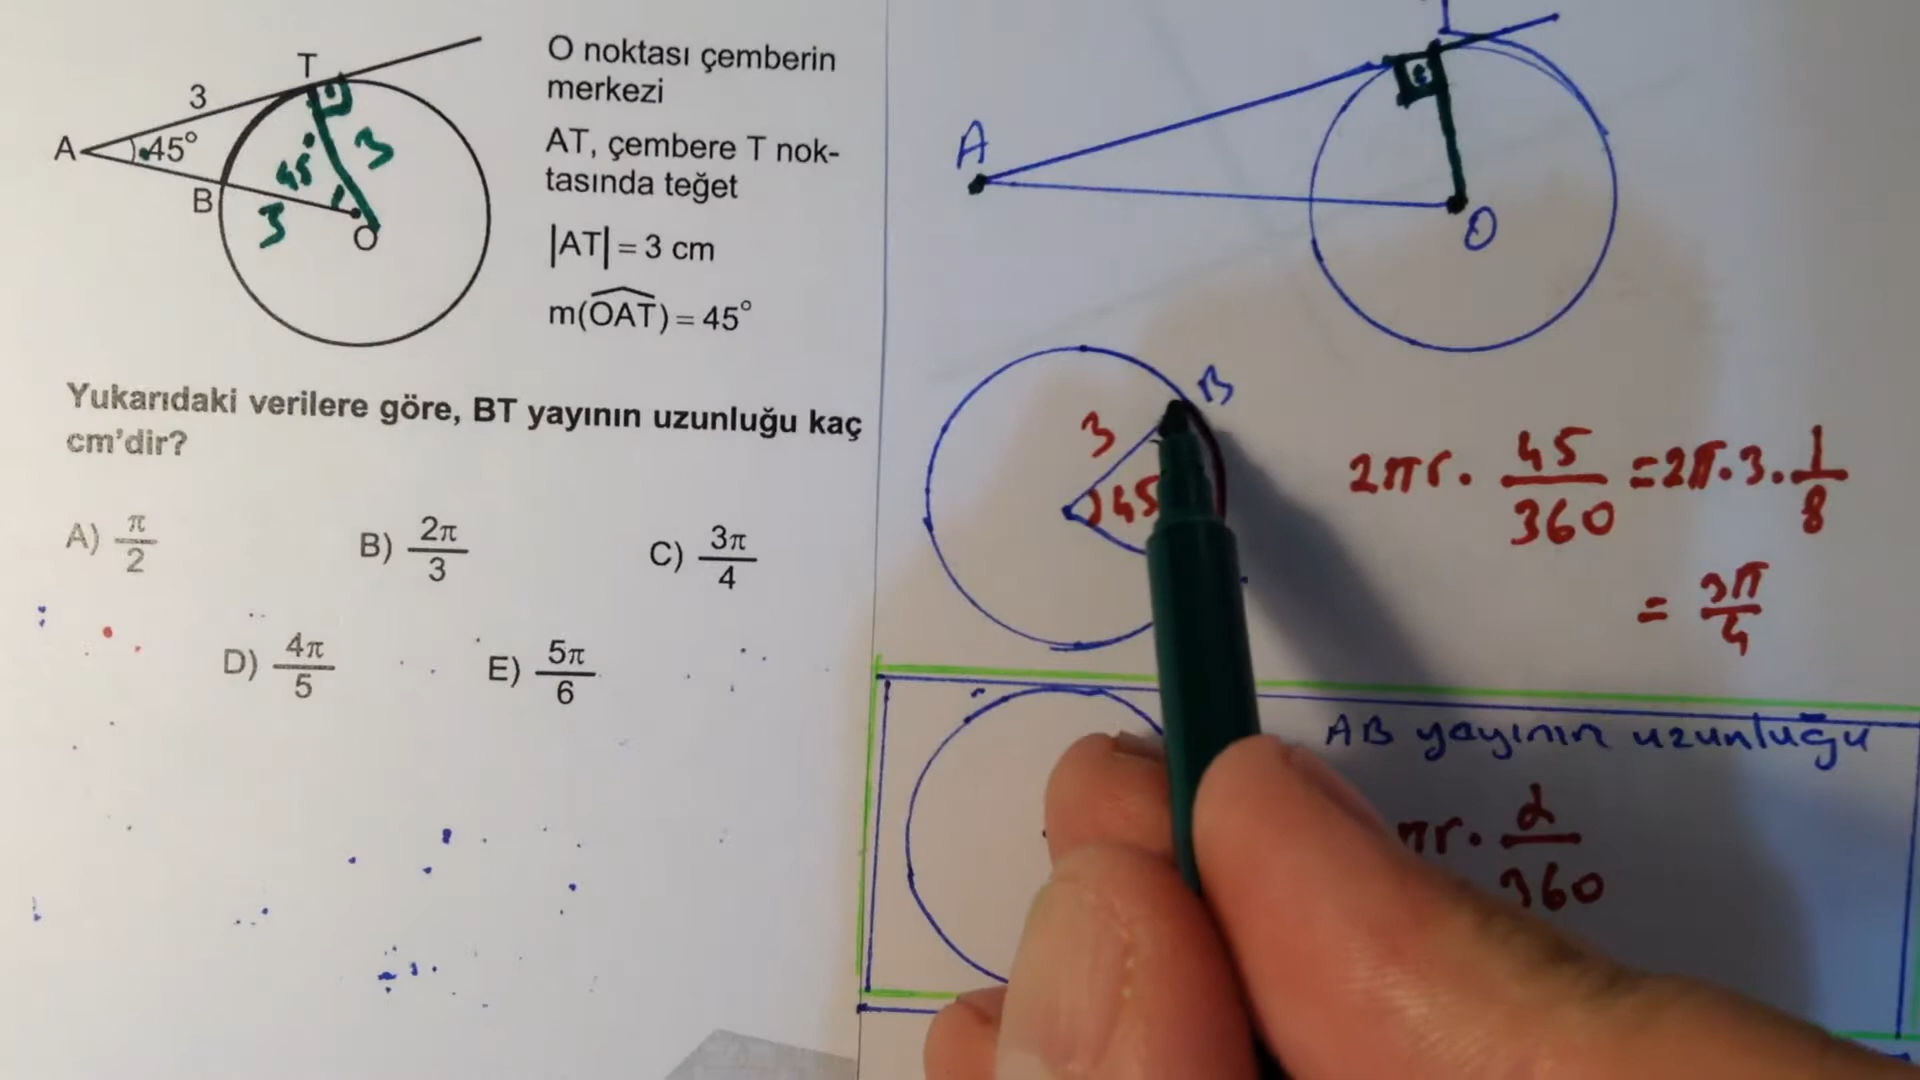 T
3
A
45°
45°
3
B
3
O
O noktası çemberin
merkezi
AT, çembere T nok-
tasında teğet
|AT| = 3 cm
m(OAT) = 45°
Yukarıdaki verilere göre, BT yayının uzunluğu kaç
cm'dir?
A) π/2
B) 2π/3
C) 3π/4
D) 4π/5
E) 5π/6
A
O
B
3
45
2πr · 45/360 = 2π·3·1/8
= 3π/4
AB yayının uzunluğu
πr · α/360